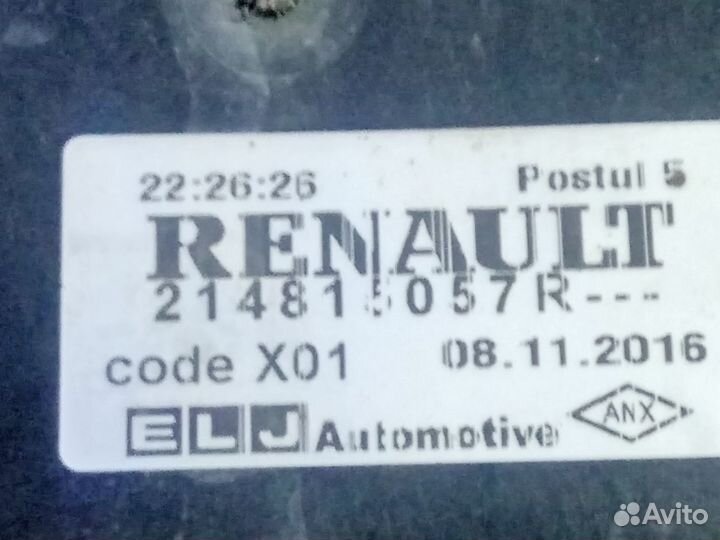 22:26:26 Postul 5
RENAULT
214815057R---
code X01 08.11.2016
ELJ Automotive ANX
Avito